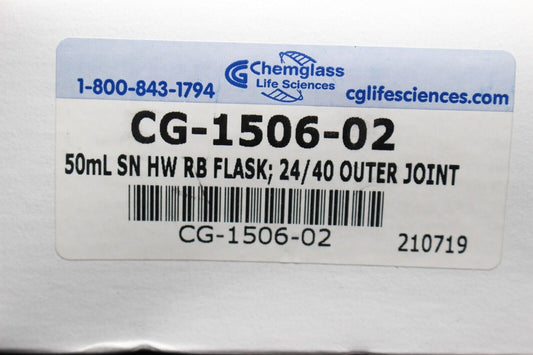 Chemglass
Life Sciences
1-800-843-1794
cglifesciences.com
CG-1506-02
50mL SN HW RB FLASK; 24/40 OUTER JOINT
CG-1506-02
210719